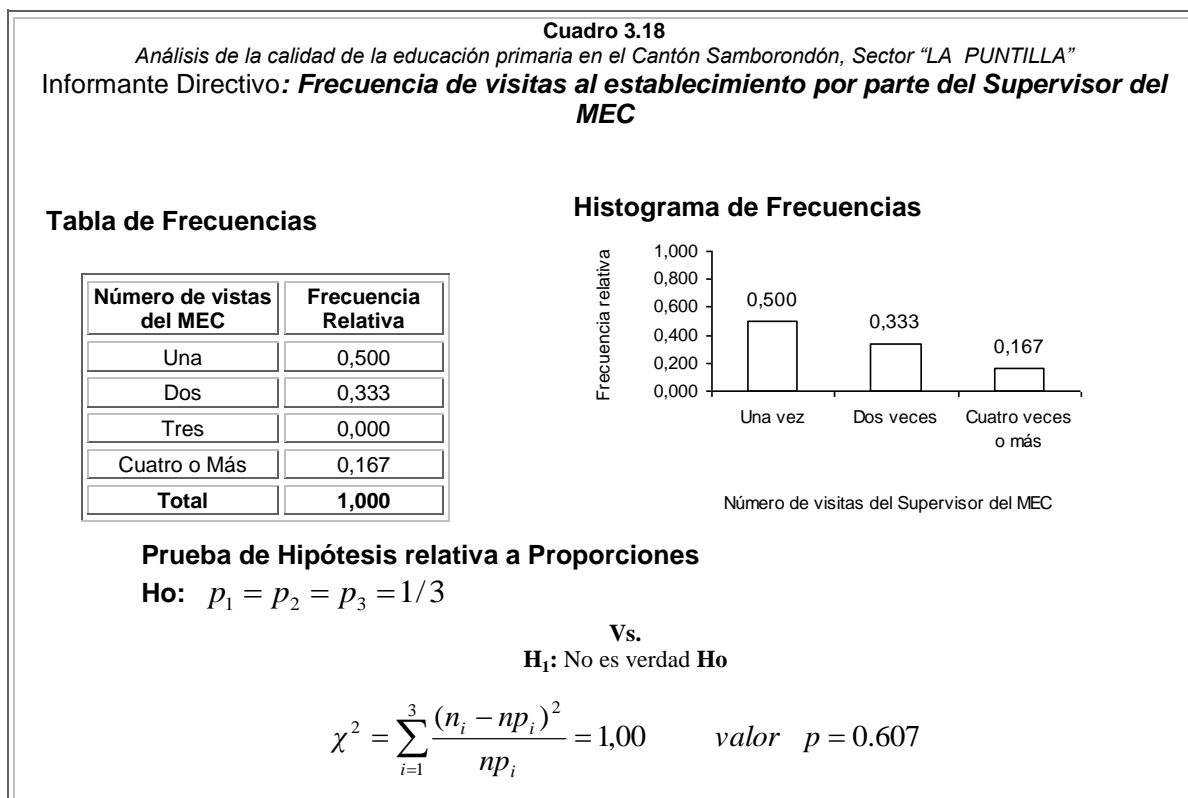 Cuadro 3.18
Análisis de la calidad de la educación primaria en el Cantón Samborondón, Sector “LA PUNTILLA”
Informante Directivo: Frecuencia de visitas al establecimiento por parte del Supervisor del
MEC
Tabla de Frecuencias
Número de vistas del MEC Frecuencia Relativa
Una 0,500
Dos 0,333
Tres 0,000
Cuatro o Más 0,167
Total 1,000
Histograma de Frecuencias
Frecuencia relativa
1,000
0,800
0,600
0,400
0,200
0,000
0,500
0,333
0,167
Una vez Dos veces Cuatro veces
o más
Número de visitas del Supervisor del MEC
Prueba de Hipótesis relativa a Proporciones
Ho: p₁ = p₂ = p₃ = 1/3
Vs.
H₁: No es verdad Ho
χ² = ∑_{i=1}^{3} (n_i − np_i)² / np_i = 1,00 valor p = 0.607